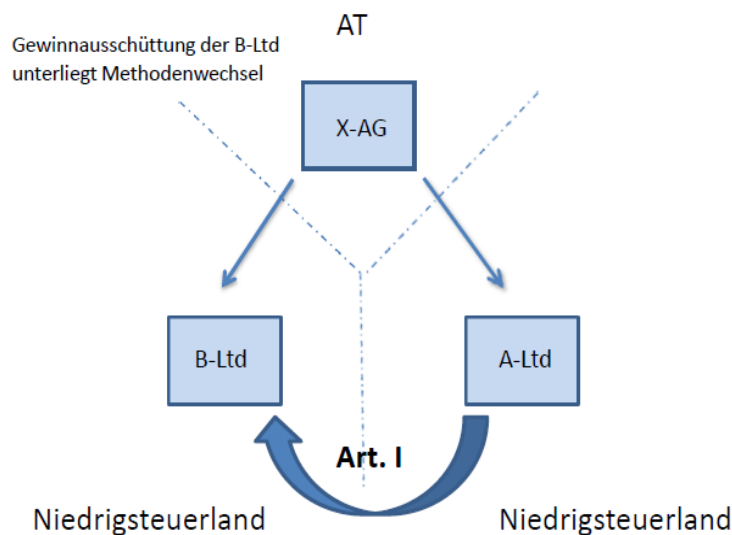 AT
Gewinnausschüttung der B-Ltd
unterliegt Methodenwechsel
X-AG
B-Ltd
A-Ltd
Art. I
Niedrigsteuerland
Niedrigsteuerland